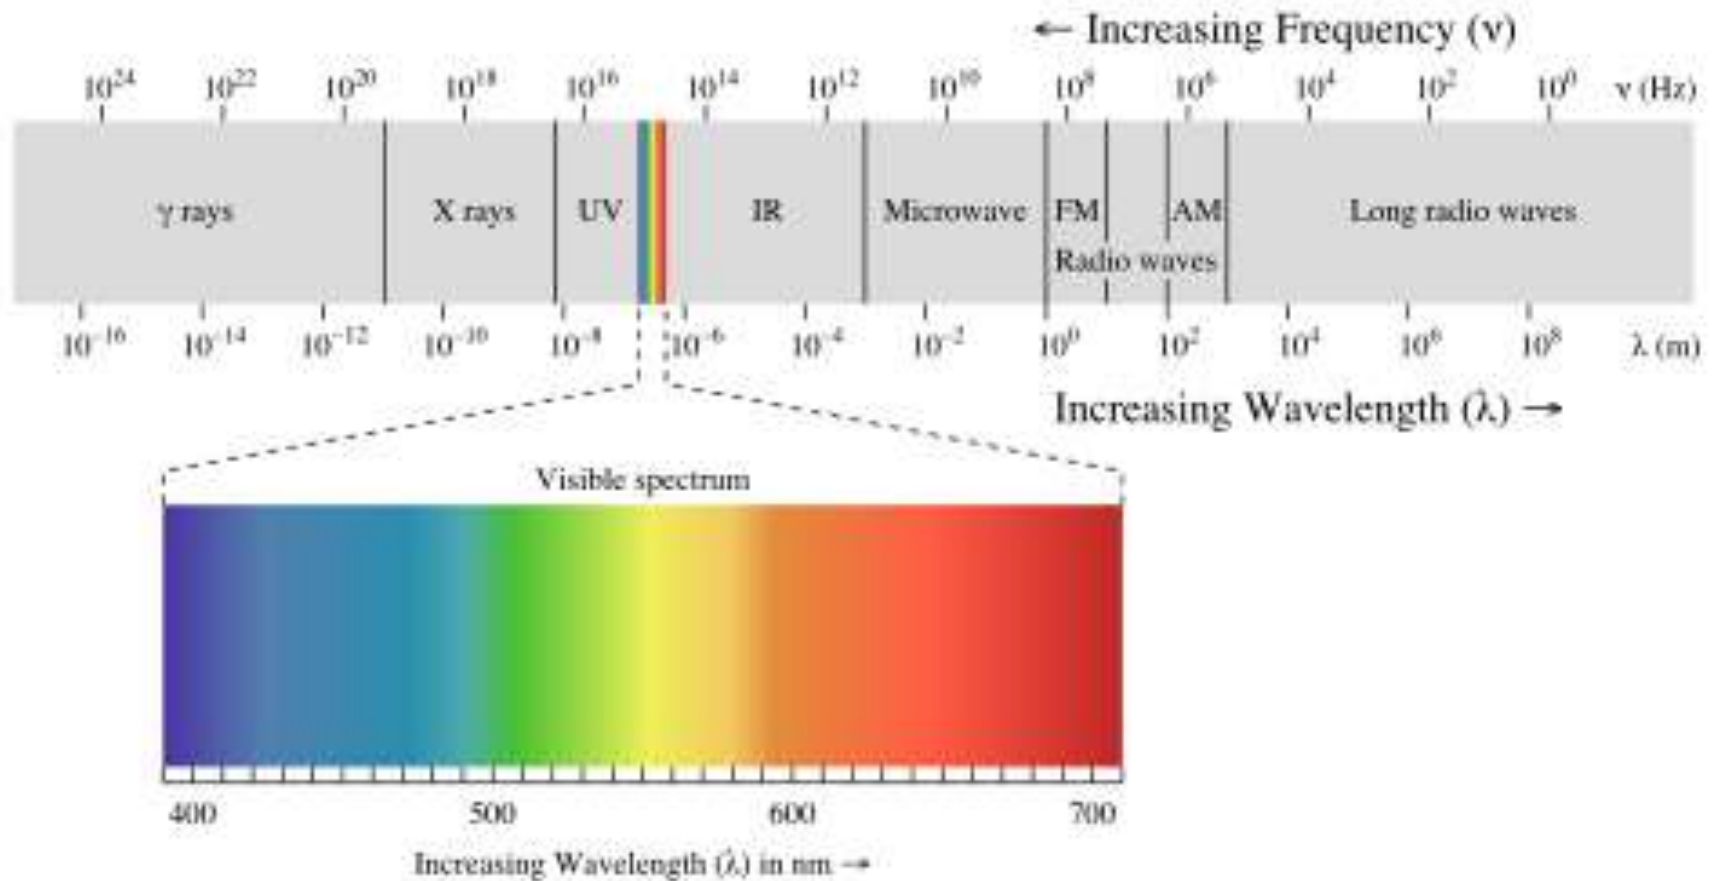 ← Increasing Frequency (ν)
10²⁴ 10²² 10²⁰ 10¹⁸ 10¹⁶ 10¹⁴ 10¹² 10¹⁰ 10⁸ 10⁶ 10⁴ 10² 10⁰ ν (Hz)
γ rays X rays UV IR Microwave FM AM Long radio waves
Radio waves
10⁻¹⁶ 10⁻¹⁴ 10⁻¹² 10⁻¹⁰ 10⁻⁸ 10⁻⁶ 10⁻⁴ 10⁻² 10⁰ 10² 10⁴ 10⁶ 10⁸ λ (m)
Increasing Wavelength (λ) →
Visible spectrum
400 500 600 700
Increasing Wavelength (λ) in nm →